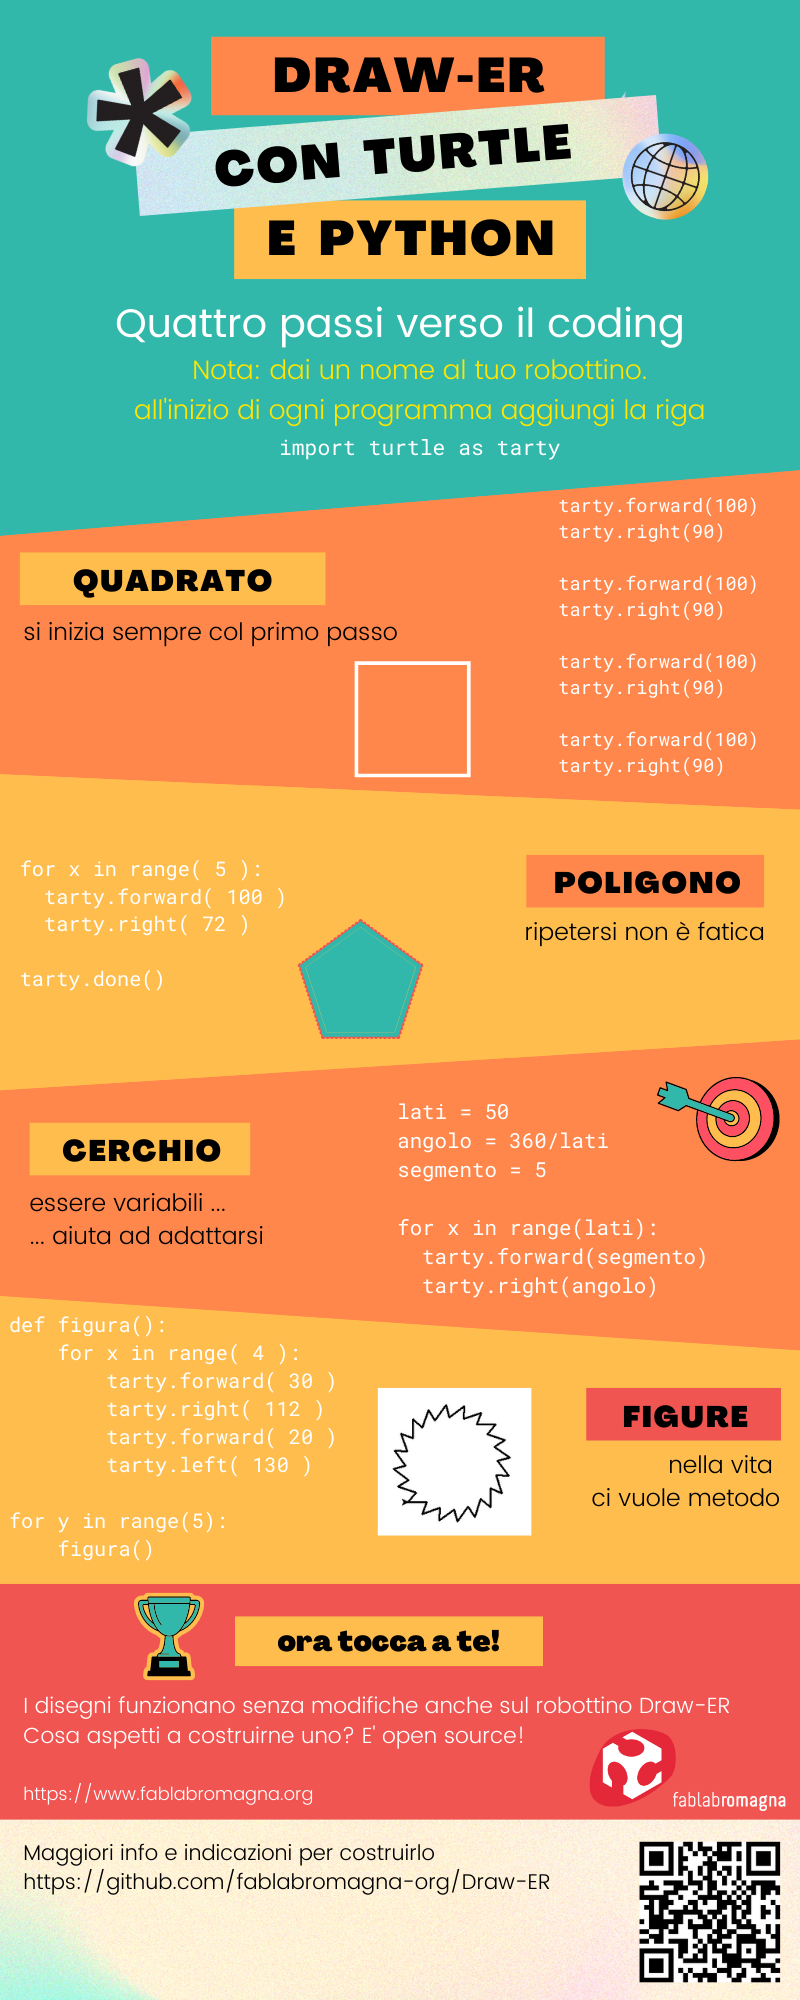 DRAW-ER
CON TURTLE
E PYTHON
Quattro passi verso il coding
Nota: dai un nome al tuo robottino.
all'inizio di ogni programma aggiungi la riga
import turtle as tarty
QUADRATO
si inizia sempre col primo passo
tarty.forward(100)
tarty.right(90)
tarty.forward(100)
tarty.right(90)
tarty.forward(100)
tarty.right(90)
tarty.forward(100)
tarty.right(90)
for x in range( 5 ):
  tarty.forward( 100 )
  tarty.right( 72 )
tarty.done()
POLIGONO
ripetersi non è fatica
CERCHIO
essere variabili ...
... aiuta ad adattarsi
lati = 50
angolo = 360/lati
segmento = 5
for x in range(lati):
  tarty.forward(segmento)
  tarty.right(angolo)
def figura():
    for x in range( 4 ):
        tarty.forward( 30 )
        tarty.right( 112 )
        tarty.forward( 20 )
        tarty.left( 130 )
for y in range(5):
    figura()
FIGURE
nella vita
ci vuole metodo
ora tocca a te!
I disegni funzionano senza modifiche anche sul robottino Draw-ER
Cosa aspetti a costruirne uno? E' open source!
https://www.fablabromagna.org
fablabromagna
Maggiori info e indicazioni per costruirlo
https://github.com/fablabromagna-org/Draw-ER